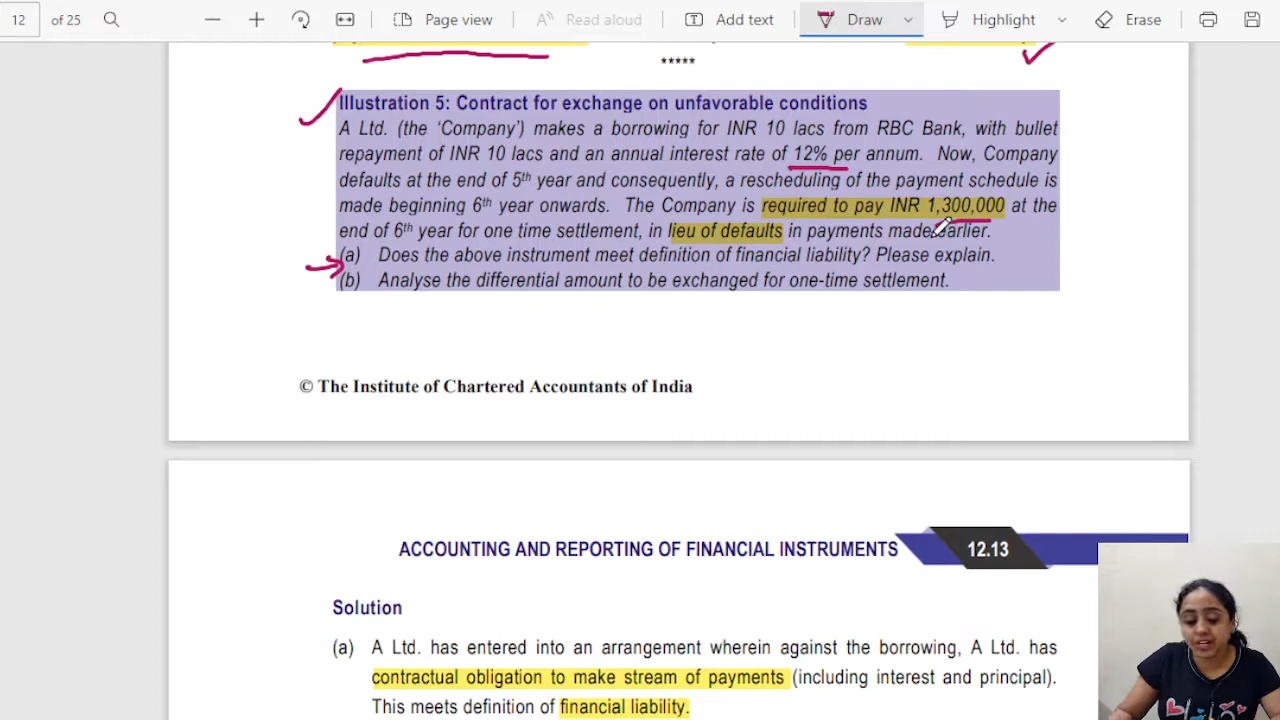 12 of 25 Page view Read aloud Add text Draw Highlight Erase
*****
Illustration 5: Contract for exchange on unfavorable conditions
A Ltd. (the ‘Company’) makes a borrowing for INR 10 lacs from RBC Bank, with bullet
repayment of INR 10 lacs and an annual interest rate of 12% per annum. Now, Company
defaults at the end of 5th year and consequently, a rescheduling of the payment schedule is
made beginning 6th year onwards. The Company is required to pay INR 1,300,000 at the
end of 6th year for one time settlement, in lieu of defaults in payments made earlier.
(a) Does the above instrument meet definition of financial liability? Please explain.
(b) Analyse the differential amount to be exchanged for one-time settlement.
© The Institute of Chartered Accountants of India
ACCOUNTING AND REPORTING OF FINANCIAL INSTRUMENTS 12.13
Solution
(a) A Ltd. has entered into an arrangement wherein against the borrowing, A Ltd. has
contractual obligation to make stream of payments (including interest and principal).
This meets definition of financial liability.